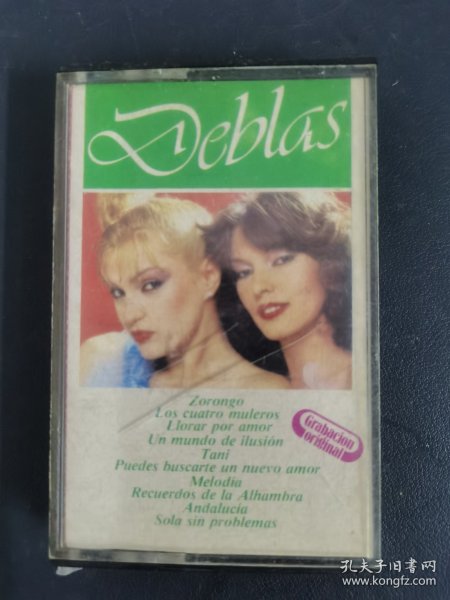 Deblas
Zorongo
Los cuatro muleros
Llorar por amor
Un mundo de ilusión
Tani
Puedes buscarte un nuevo amor
Melodía
Recuerdos de la Alhambra
Andalucía
Sola sin problemas
Grabacion
original
孔夫子旧书网
www.kongfz.com